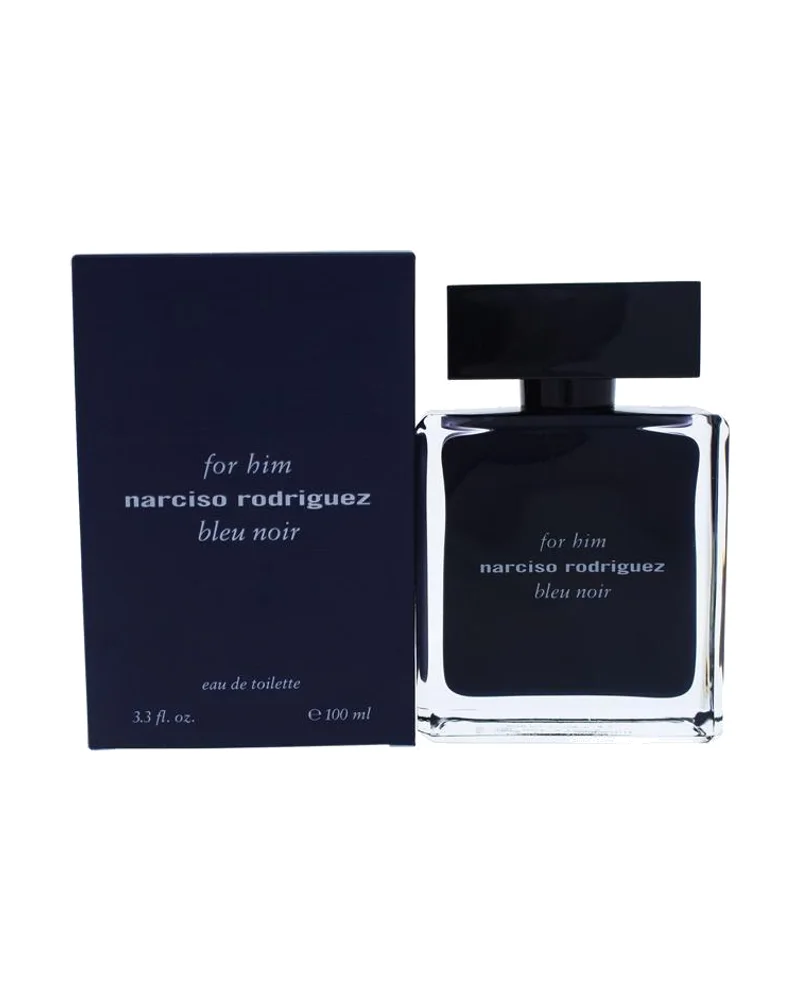 for him
narciso rodriguez
bleu noir
eau de toilette
3.3 fl. oz. ℮ 100 ml
for him
narciso rodriguez
bleu noir